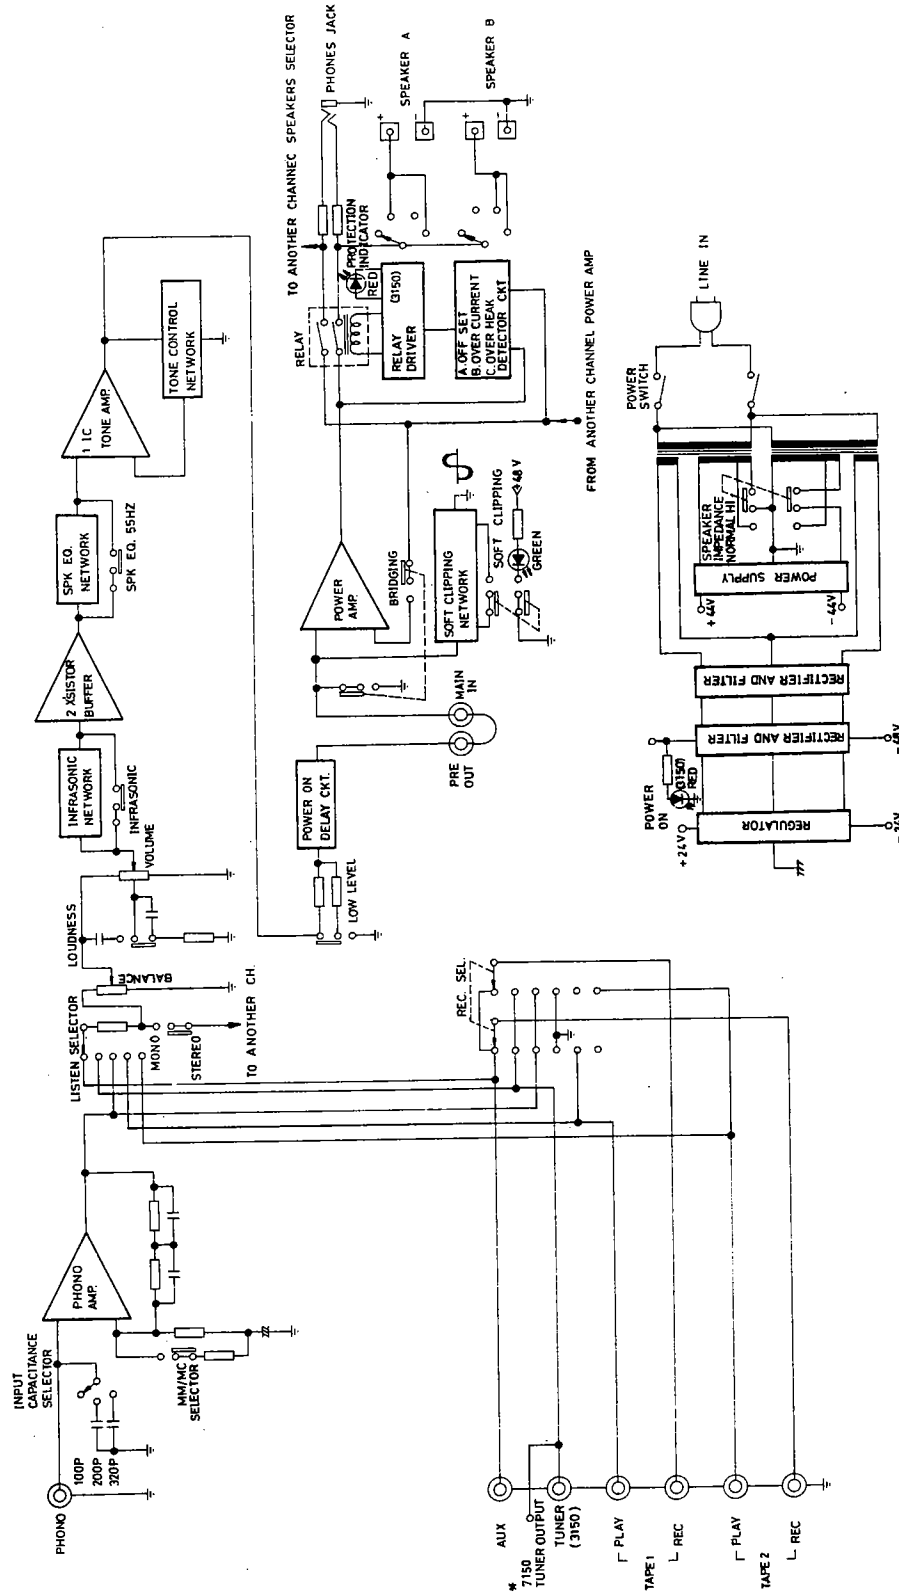 PHONO
100P
200P
320P
INPUT
CAPACITANCE
SELECTOR
PHONO
AMP.
MM/MC
SELECTOR
LISTEN SELECTOR
MONO
STEREO
TO ANOTHER CH.
BALANCE
LOUDNESS
VOLUME
INFRASONIC
NETWORK
INFRASONIC
2 XSISTOR
BUFFER
SPK EQ.
NETWORK
SPK EQ. 55HZ
1 IC
TONE AMP.
TONE CONTROL
NETWORK
LOW LEVEL
POWER ON
DELAY CKT.
PRE
OUT
MAIN
IN
POWER
AMP.
BRIDGING
SOFT CLIPPING
NETWORK
SOFT CLIPPING
GREEN
+48 V
RELAY
PROTECTION
INDICATOR
RED
(3150)
RELAY
DRIVER
A.OFF SET
B.OVER CURRENT
C.OVER HEAK
DETECTOR CKT
FROM ANOTHER CHANNEL POWER AMP
TO ANOTHER CHANNEC SPEAKERS SELECTOR
PHONES JACK
SPEAKER A
+
-
SPEAKER B
+
-
AUX
* 7150
TUNER OUTPUT
TUNER
(3150)
PLAY
TAPE 1
REC
PLAY
TAPE 2
REC
REC. SEL.
POWER
ON
(3150)
RED
+24V
REGULATOR
-24V
RECTIFIER AND FILTER
-48V
RECTIFIER AND FILTER
+44V
POWER SUPPLY
-44V
SPEAKER
IMPEDANCE
NORMAL HI
POWER
SWITCH
LINE IN